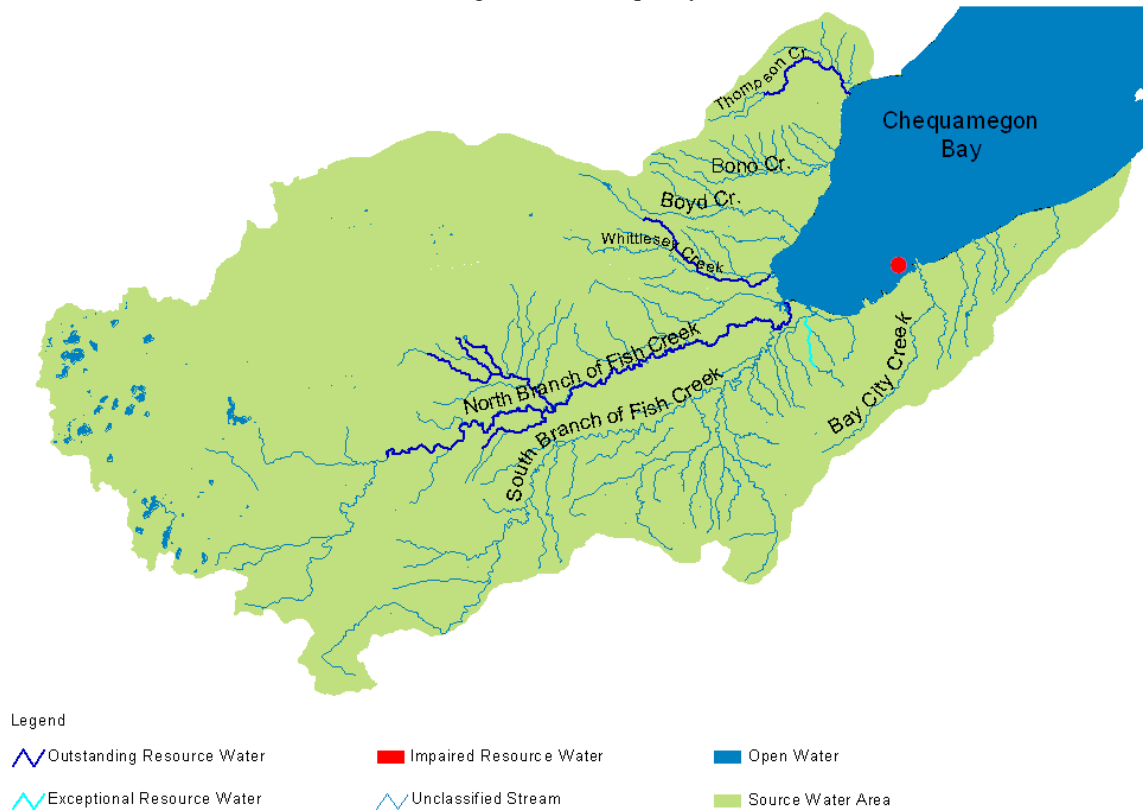 Thompson Cr.
Chequamegon
Bay
Bono Cr.
Boyd Cr.
Whittlesey Creek
North Branch of Fish Creek
South Branch of Fish Creek
Bay City Creek
Legend
Outstanding Resource Water
Impaired Resource Water
Open Water
Exceptional Resource Water
Unclassified Stream
Source Water Area